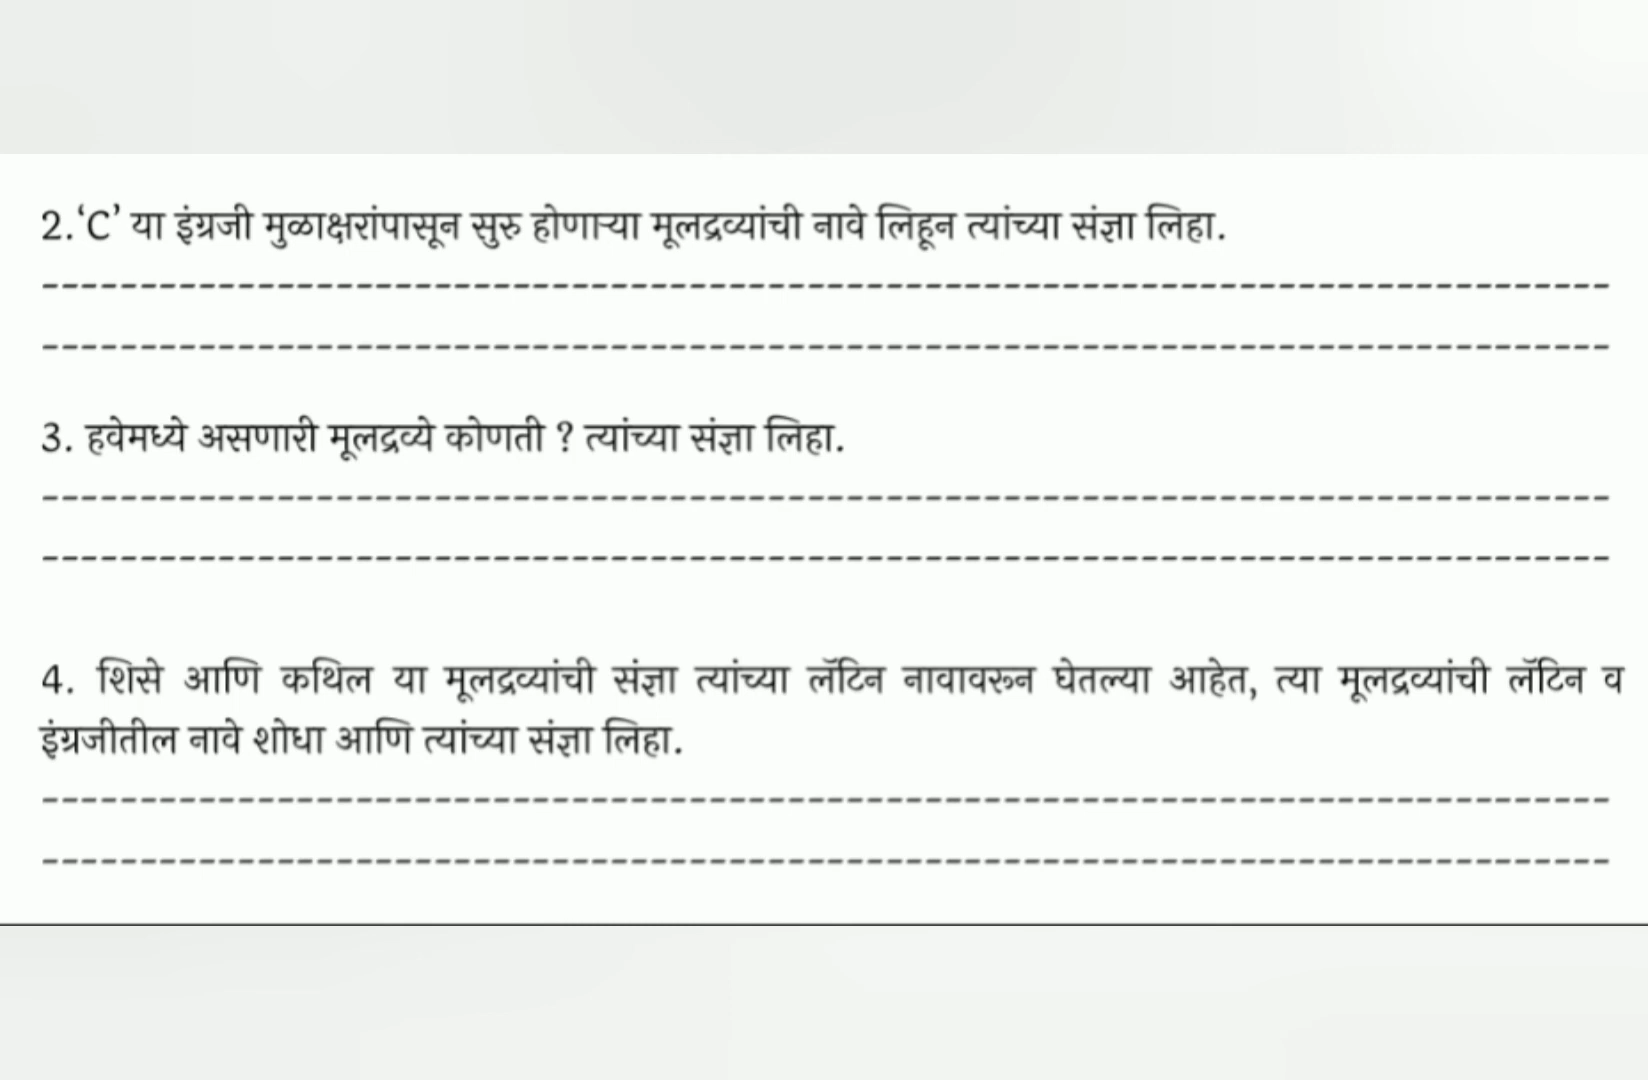 2.‘C’ या इंग्रजी मुळाक्षरांपासून सुरु होणाऱ्या मूलद्रव्यांची नावे लिहून त्यांच्या संज्ञा लिहा.
--------------------------------------------------------------------------------
--------------------------------------------------------------------------------
3. हवेमध्ये असणारी मूलद्रव्ये कोणती ? त्यांच्या संज्ञा लिहा.
--------------------------------------------------------------------------------
--------------------------------------------------------------------------------
4. शिसे आणि कथिल या मूलद्रव्यांची संज्ञा त्यांच्या लॅटिन नावावरून घेतल्या आहेत, त्या मूलद्रव्यांची लॅटिन व
इंग्रजीतील नावे शोधा आणि त्यांच्या संज्ञा लिहा.
--------------------------------------------------------------------------------
--------------------------------------------------------------------------------